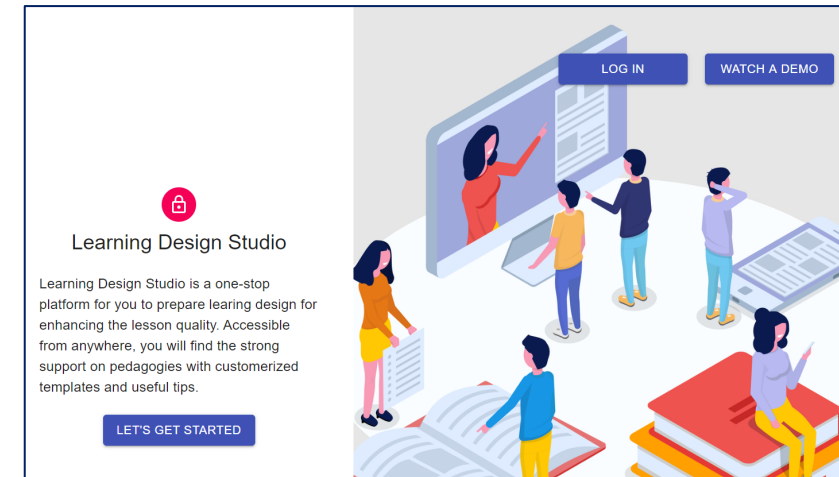 LOG IN
WATCH A DEMO
Learning Design Studio
Learning Design Studio is a one-stop
platform for you to prepare learing design for
enhancing the lesson quality. Accessible
from anywhere, you will find the strong
support on pedagogies with customerized
templates and useful tips.
LET'S GET STARTED